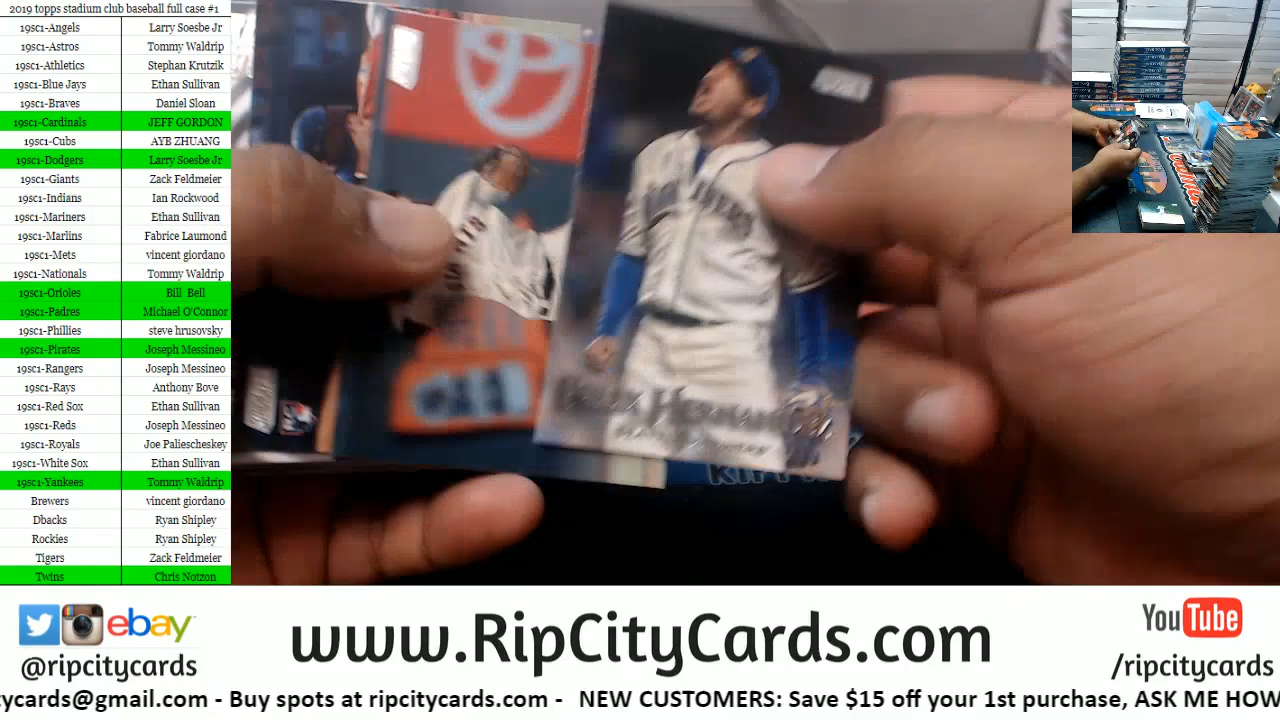 2019 topps stadium club baseball full case #1
19sc1-Angels Larry Soesbe Jr
19sc1-Astros Tommy Waldrip
19sc1-Athletics Stephan Krutzik
19sc1-Blue Jays Ethan Sullivan
19sc1-Braves Daniel Sloan
19sc1-Cardinals JEFF GORDON
19sc1-Cubs AYB ZHUANG
19sc1-Dodgers Larry Soesbe Jr
19sc1-Giants Zack Feldmeier
19sc1-Indians Ian Rockwood
19sc1-Mariners Ethan Sullivan
19sc1-Marlins Fabrice Laumond
19sc1-Mets vincent giordano
19sc1-Nationals Tommy Waldrip
19sc1-Orioles Bill Bell
19sc1-Padres Michael O'Connor
19sc1-Phillies steve hrusovsky
19sc1-Pirates Joseph Messineo
19sc1-Rangers Joseph Messineo
19sc1-Rays Anthony Bove
19sc1-Red Sox Ethan Sullivan
19sc1-Reds Joseph Messineo
19sc1-Royals Joe Paliescheskey
19sc1-White Sox Ethan Sullivan
19sc1-Yankees Tommy Waldrip
Brewers vincent giordano
Dbacks Ryan Shipley
Rockies Ryan Shipley
Tigers Zack Feldmeier
Twins Chris Notzon
ebay
@ripcitycards
www.RipCityCards.com
YouTube
/ripcitycards
tycards@gmail.com - Buy spots at ripcitycards.com - NEW CUSTOMERS: Save $15 off your 1st purchase, ASK ME HOW